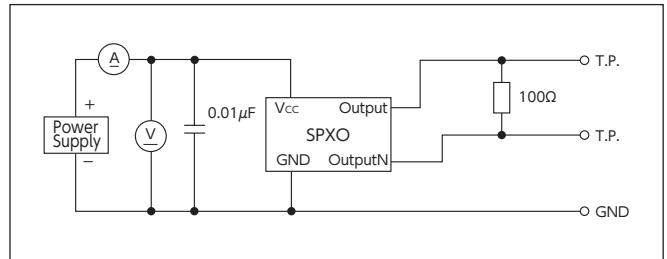 A
T.P.
+
0.01μF
Vcc Output
100Ω
Power
Supply
V
SPXO
T.P.
−
GND OutputN
GND